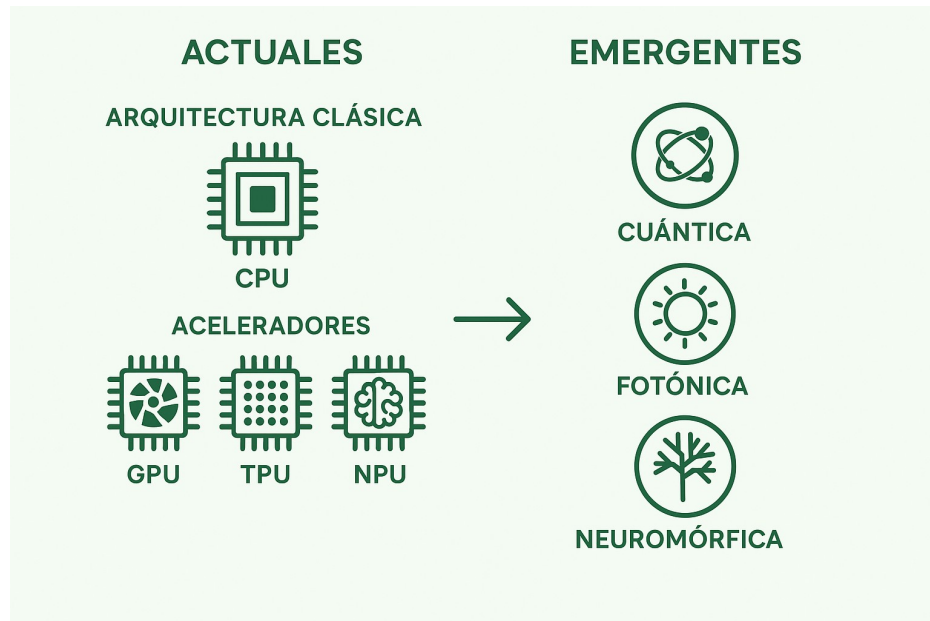 ACTUALES
ARQUITECTURA CLÁSICA
CPU
ACELERADORES
GPU
TPU
NPU
EMERGENTES
CUÁNTICA
FOTÓNICA
NEUROMÓRFICA